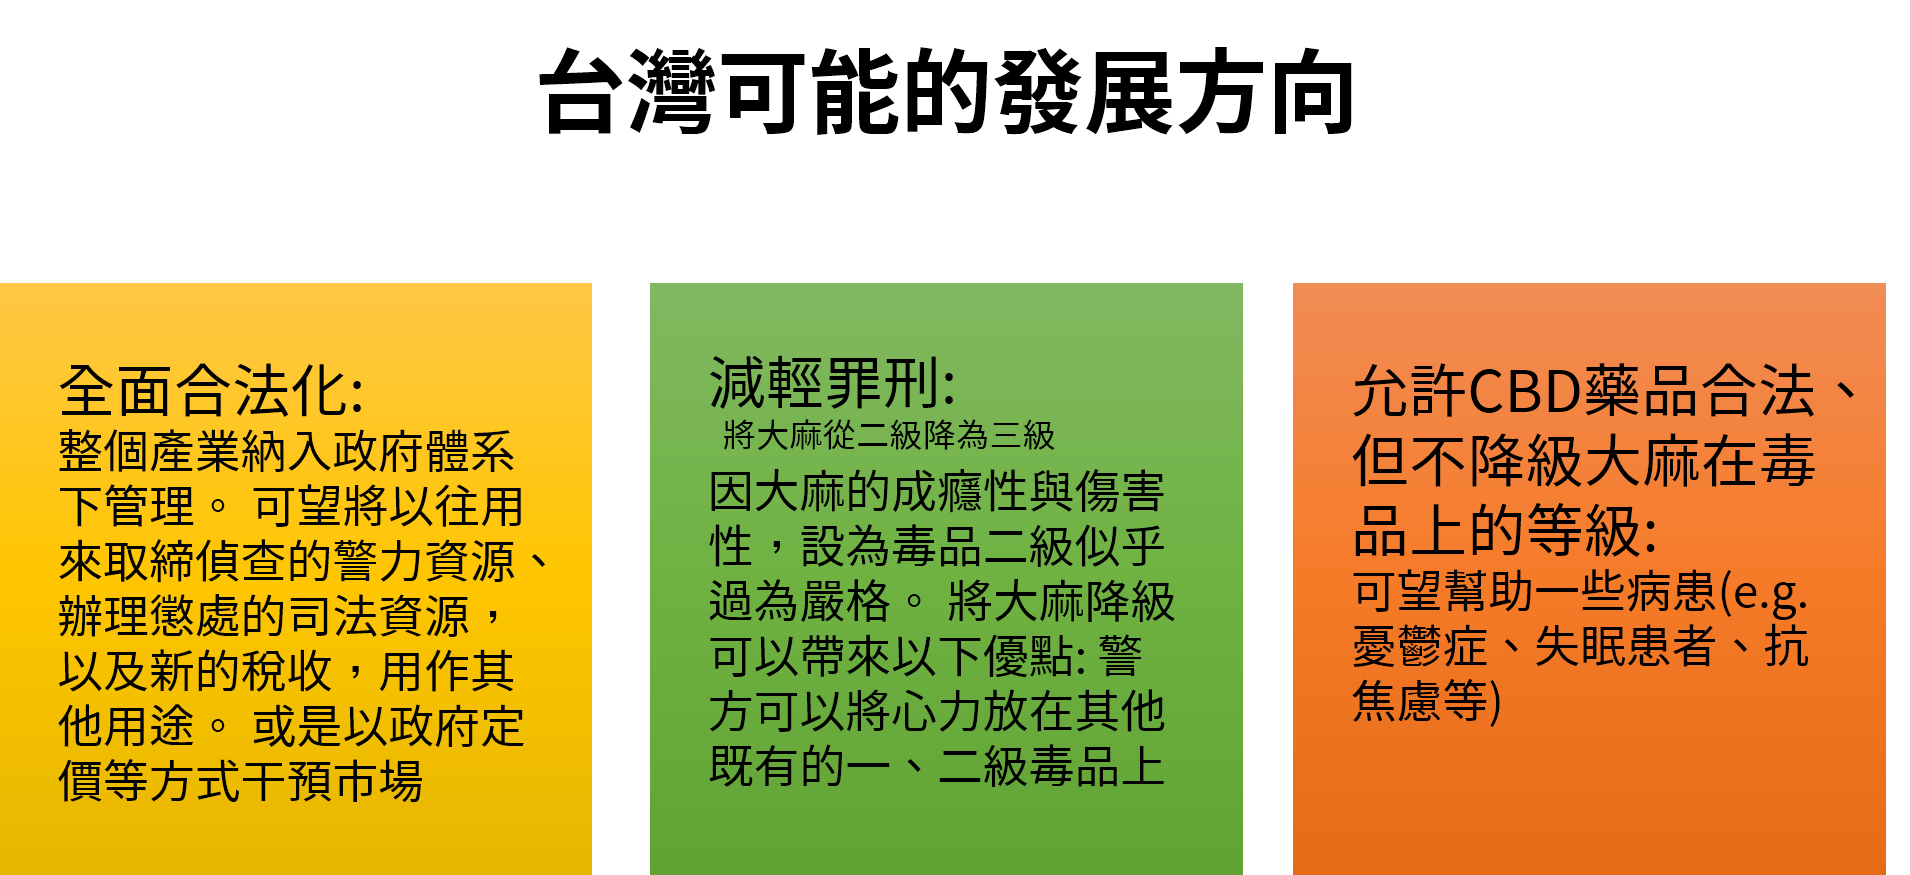 台灣可能的發展方向
全面合法化:
整個產業納入政府體系
下管理。 可望將以往用
來取締偵查的警力資源、
辦理懲處的司法資源，
以及新的稅收，用作其
他用途。 或是以政府定
價等方式干預市場
減輕罪刑:
將大麻從二級降為三級
因大麻的成癮性與傷害
性，設為毒品二級似乎
過為嚴格。 將大麻降級
可以帶來以下優點: 警
方可以將心力放在其他
既有的一、二級毒品上
允許CBD藥品合法、
但不降級大麻在毒
品上的等級:
可望幫助一些病患(e.g.
憂鬱症、失眠患者、抗
焦慮等)